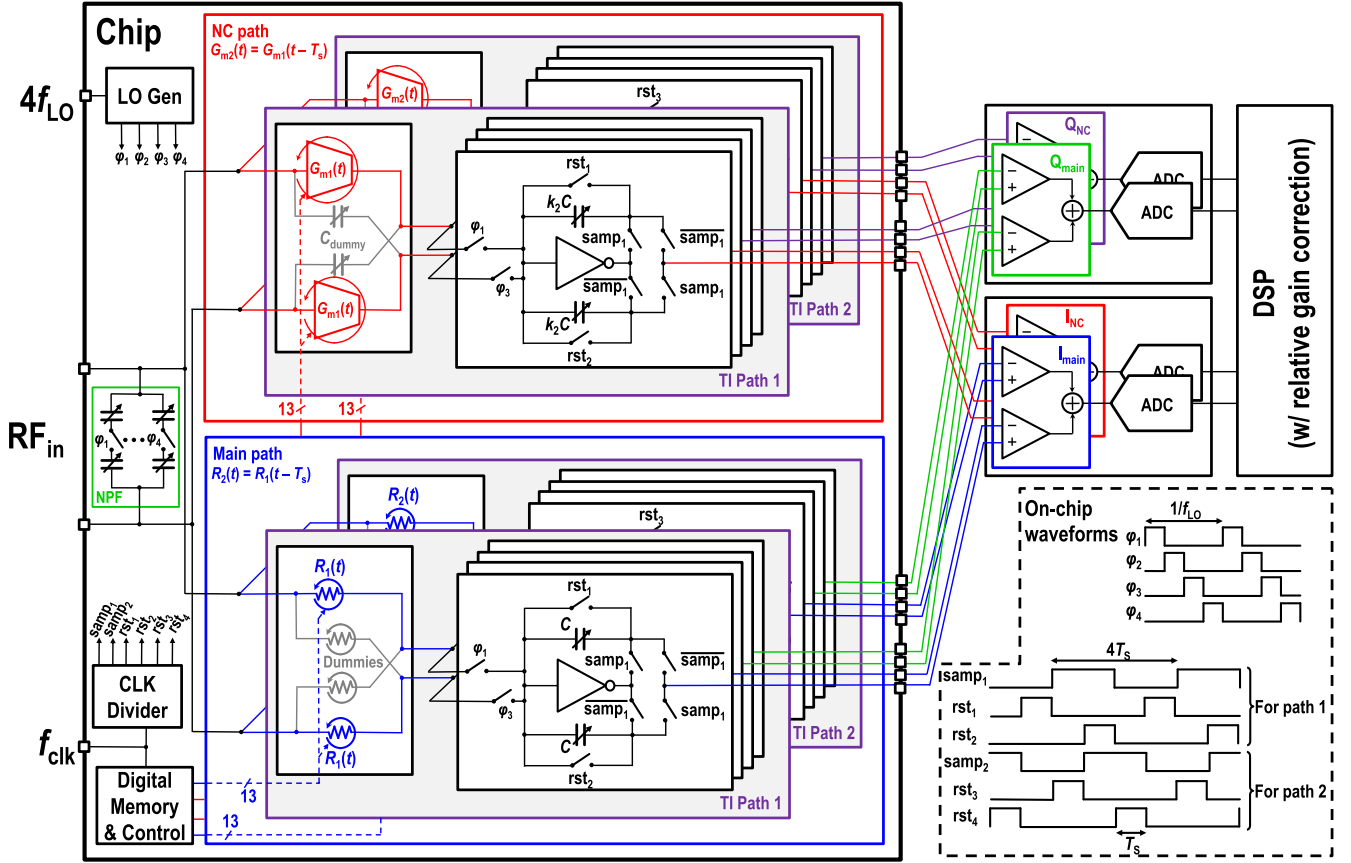 Chip
NC path
Gm2(t) = Gm1(t – Ts)
4fLO
LO Gen
φ1 φ2 φ3 φ4
Gm2(t)
rst3
Gm1(t)
Cdummy
Gm1(t)
φ1
φ3
rst1
k2C
samp1
samp1
samp1
samp1
k2C
rst2
TI Path 2
TI Path 1
13
13
RFin
φ1
φ4
NPF
Main path
R2(t) = R1(t – Ts)
R2(t)
rst3
R1(t)
Dummies
R1(t)
φ1
φ3
rst1
C
samp1
samp1
samp1
samp1
C
rst2
TI Path 2
TI Path 1
samp1
samp2
rst1
rst2
rst3
rst4
CLK
Divider
fclk
Digital
Memory
& Control
13
13
QNC
Qmain
ADC
ADC
INC
Imain
ADC
ADC
DSP
(w/ relative gain correction)
On-chip
waveforms
1/fLO
φ1
φ2
φ3
φ4
4TS
samp1
rst1
For path 1
rst2
samp2
rst3
For path 2
rst4
TS